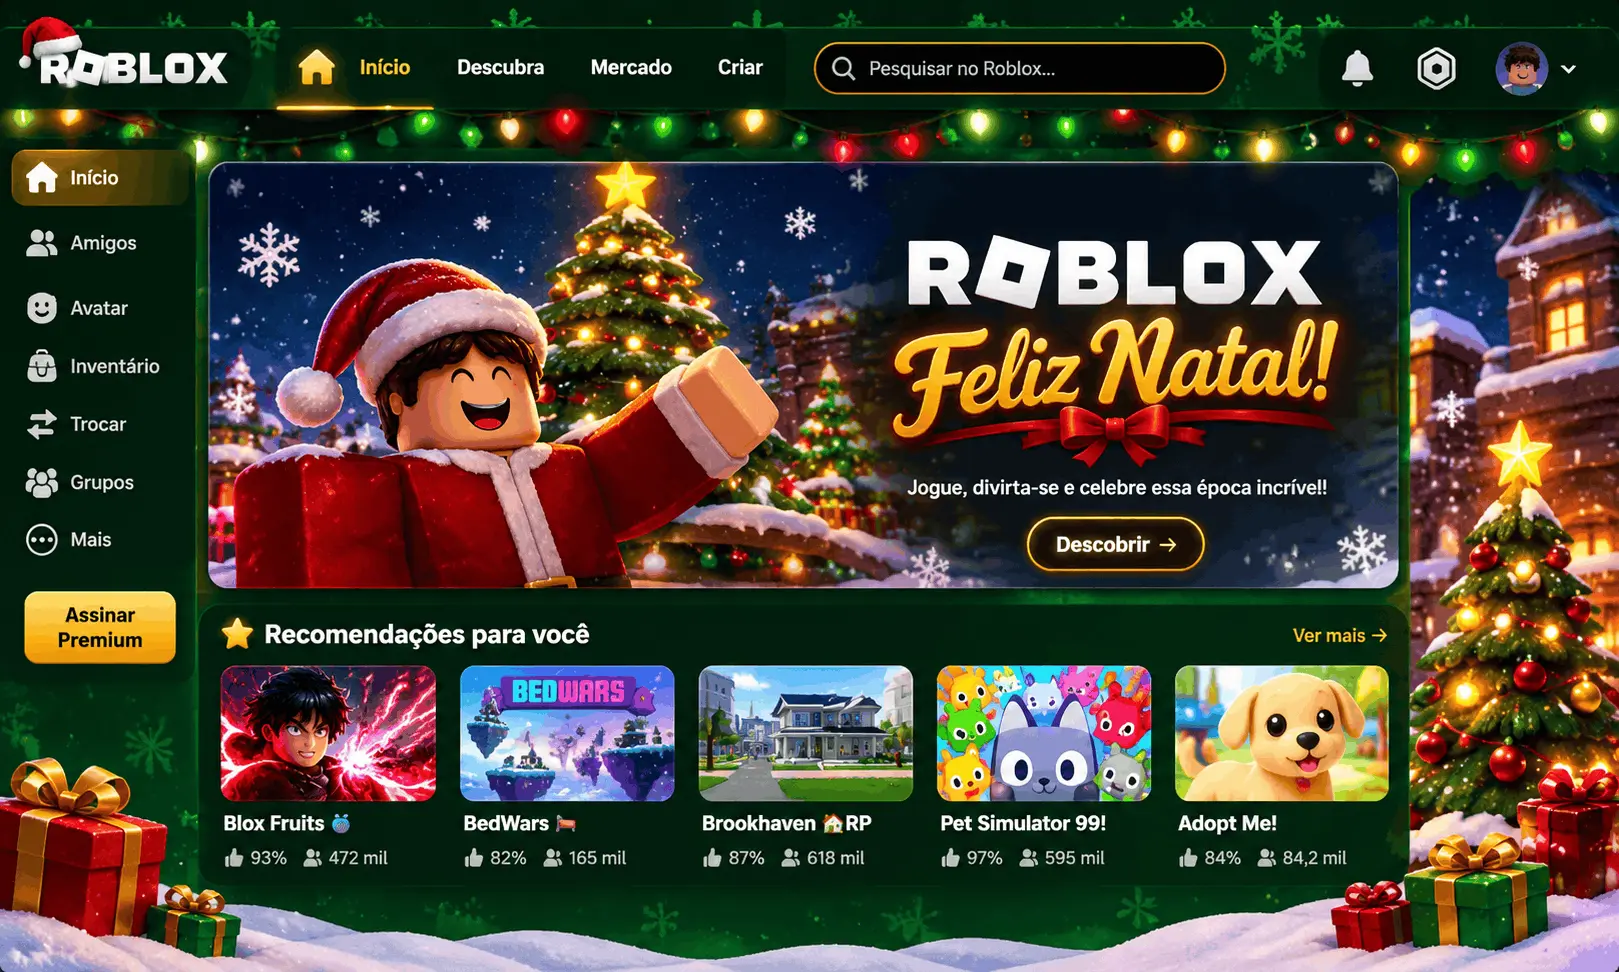 ROBLOX
Início
Descubra
Mercado
Criar
Pesquisar no Roblox...
Início
Amigos
Avatar
Inventário
Trocar
Grupos
Mais
Assinar
Premium
ROBLOX
Feliz Natal!
Jogue, divirta-se e celebre essa época incrível!
Descobrir →
Recomendações para você
Ver mais →
BEDWARS
Blox Fruits
93% 472 mil
BedWars
82% 165 mil
Brookhaven 🏠RP
87% 618 mil
Pet Simulator 99!
97% 595 mil
Adopt Me!
84% 84,2 mil